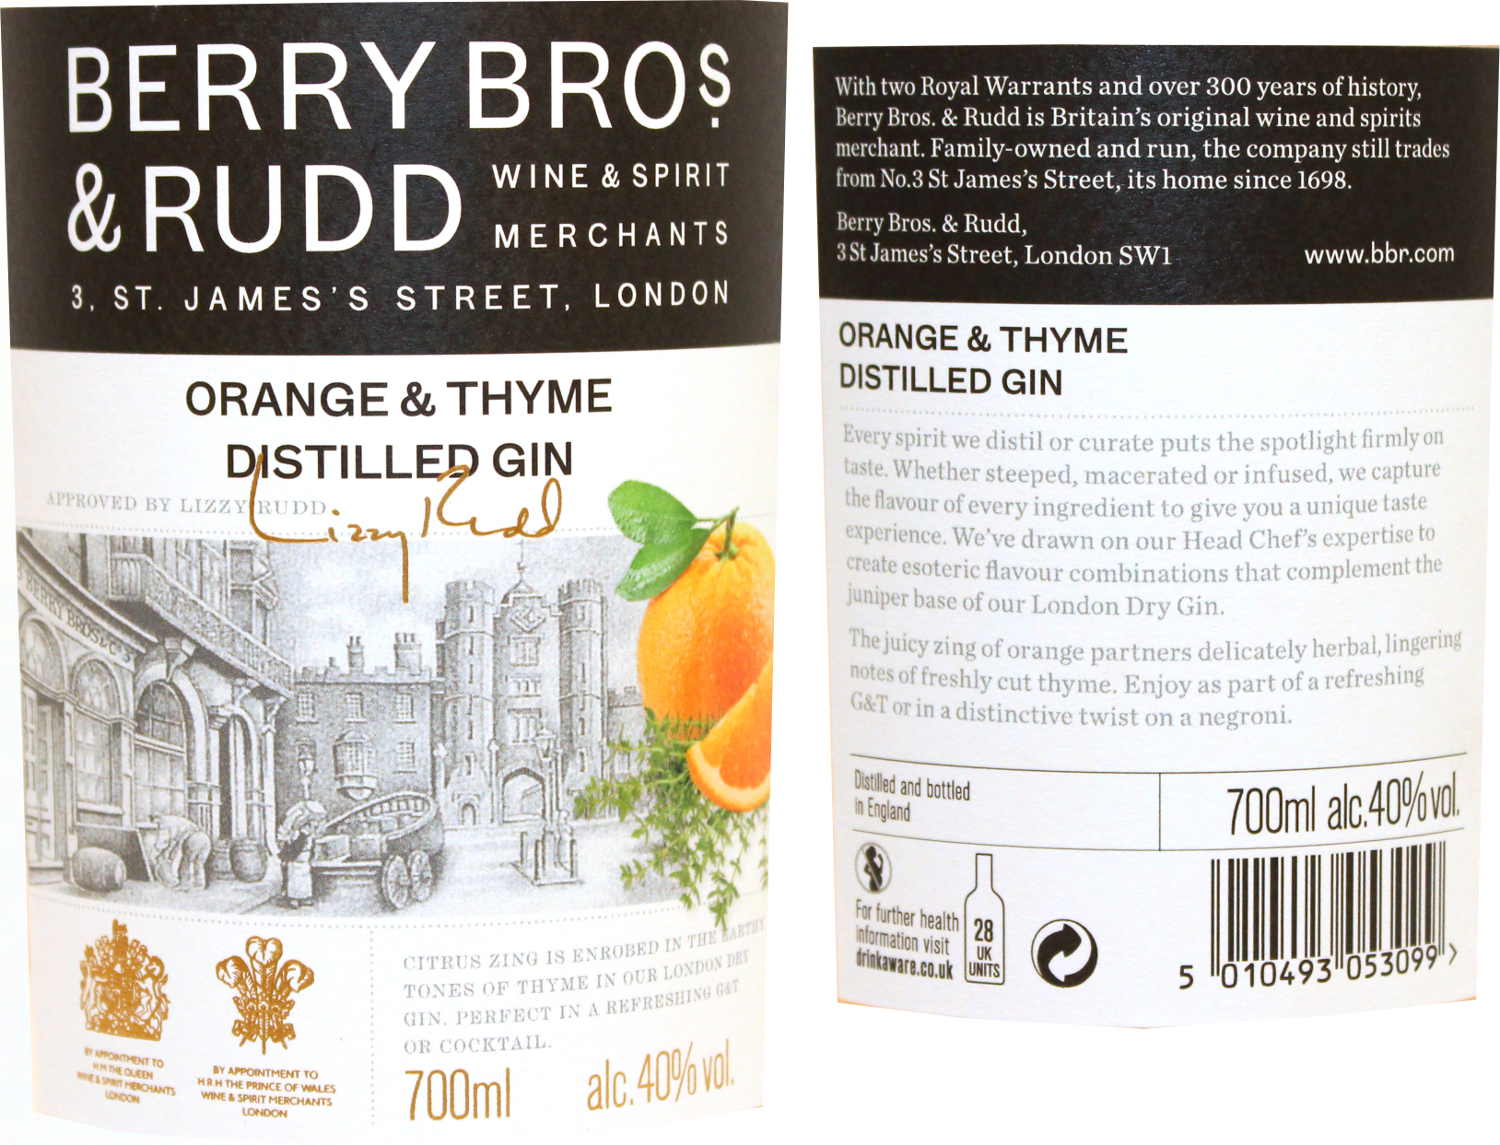 BERRY BROS.
& RUDD
WINE & SPIRIT
MERCHANTS
3, ST. JAMES'S STREET, LONDON
ORANGE & THYME
DISTILLED GIN
APPROVED BY LIZZY RUDD
Lizzy Rudd
BERRY BROS & Co
3
CITRUS ZING IS ENROBED IN THE EARTHY
TONES OF THYME IN OUR LONDON DRY
GIN. PERFECT IN A REFRESHING G&T
OR COCKTAIL.
BY APPOINTMENT TO
H M THE QUEEN
WINE & SPIRIT MERCHANTS
LONDON
BY APPOINTMENT TO
H R H THE PRINCE OF WALES
WINE & SPIRIT MERCHANTS
LONDON
700ml alc. 40% vol.
With two Royal Warrants and over 300 years of history,
Berry Bros. & Rudd is Britain's original wine and spirits
merchant. Family-owned and run, the company still trades
from No.3 St James's Street, its home since 1698.
Berry Bros. & Rudd,
3 St James's Street, London SW1 www.bbr.com
ORANGE & THYME
DISTILLED GIN
Every spirit we distil or curate puts the spotlight firmly on
taste. Whether steeped, macerated or infused, we capture
the flavour of every ingredient to give you a unique taste
experience. We've drawn on our Head Chef's expertise to
create esoteric flavour combinations that complement the
juniper base of our London Dry Gin.
The juicy zing of orange partners delicately herbal, lingering
notes of freshly cut thyme. Enjoy as part of a refreshing
G&T or in a distinctive twist on a negroni.
Distilled and bottled
in England
700ml alc.40%vol.
For further health
information visit
drinkaware.co.uk
28
UK
UNITS
5 010493 053099 >